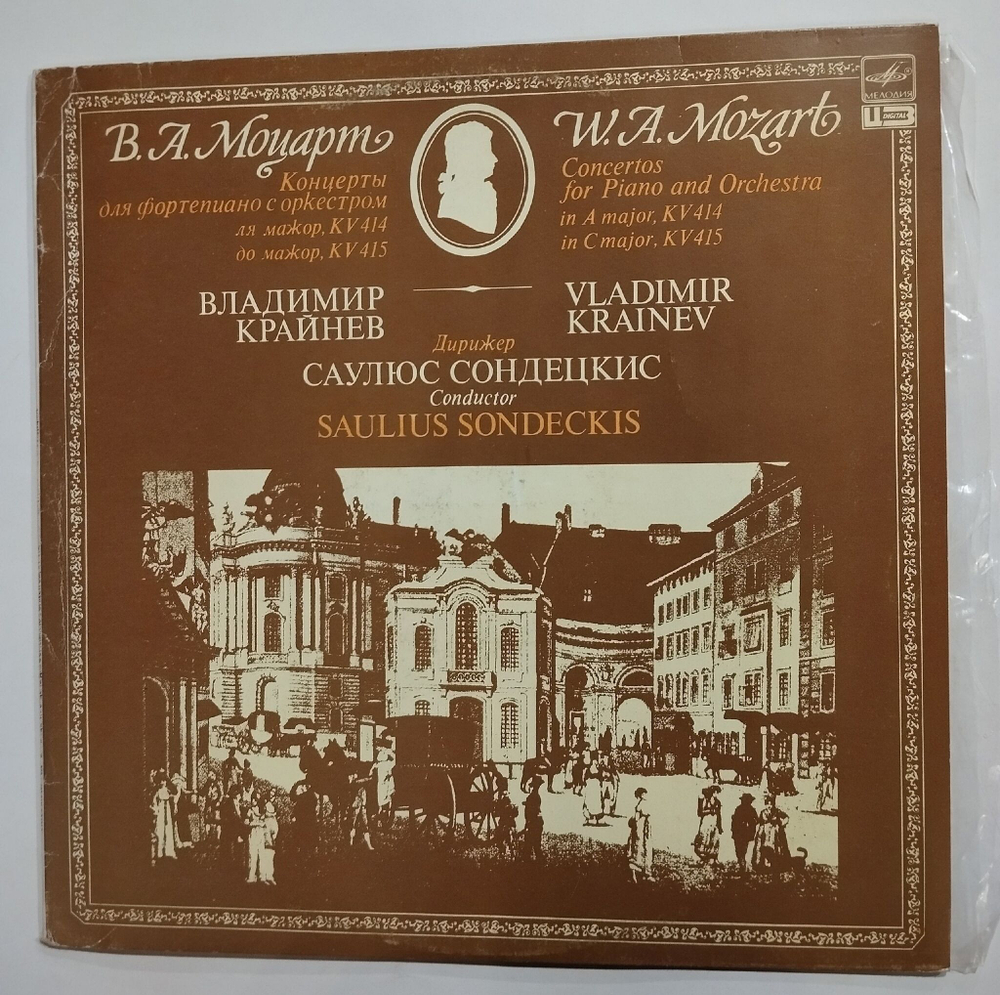 В. А. Моцарт
Концерты
для фортепиано с оркестром
ля мажор, KV 414
до мажор, KV 415
W. A. Mozart
Concertos
for Piano and Orchestra
in A major, KV 414
in C major, KV 415
МЕЛОДИЯ
DIGITAL
ВЛАДИМИР
КРАЙНЕВ
VLADIMIR
KRAINEV
Дирижер
САУЛЮС СОНДЕЦКИС
Conductor
SAULIUS SONDECKIS